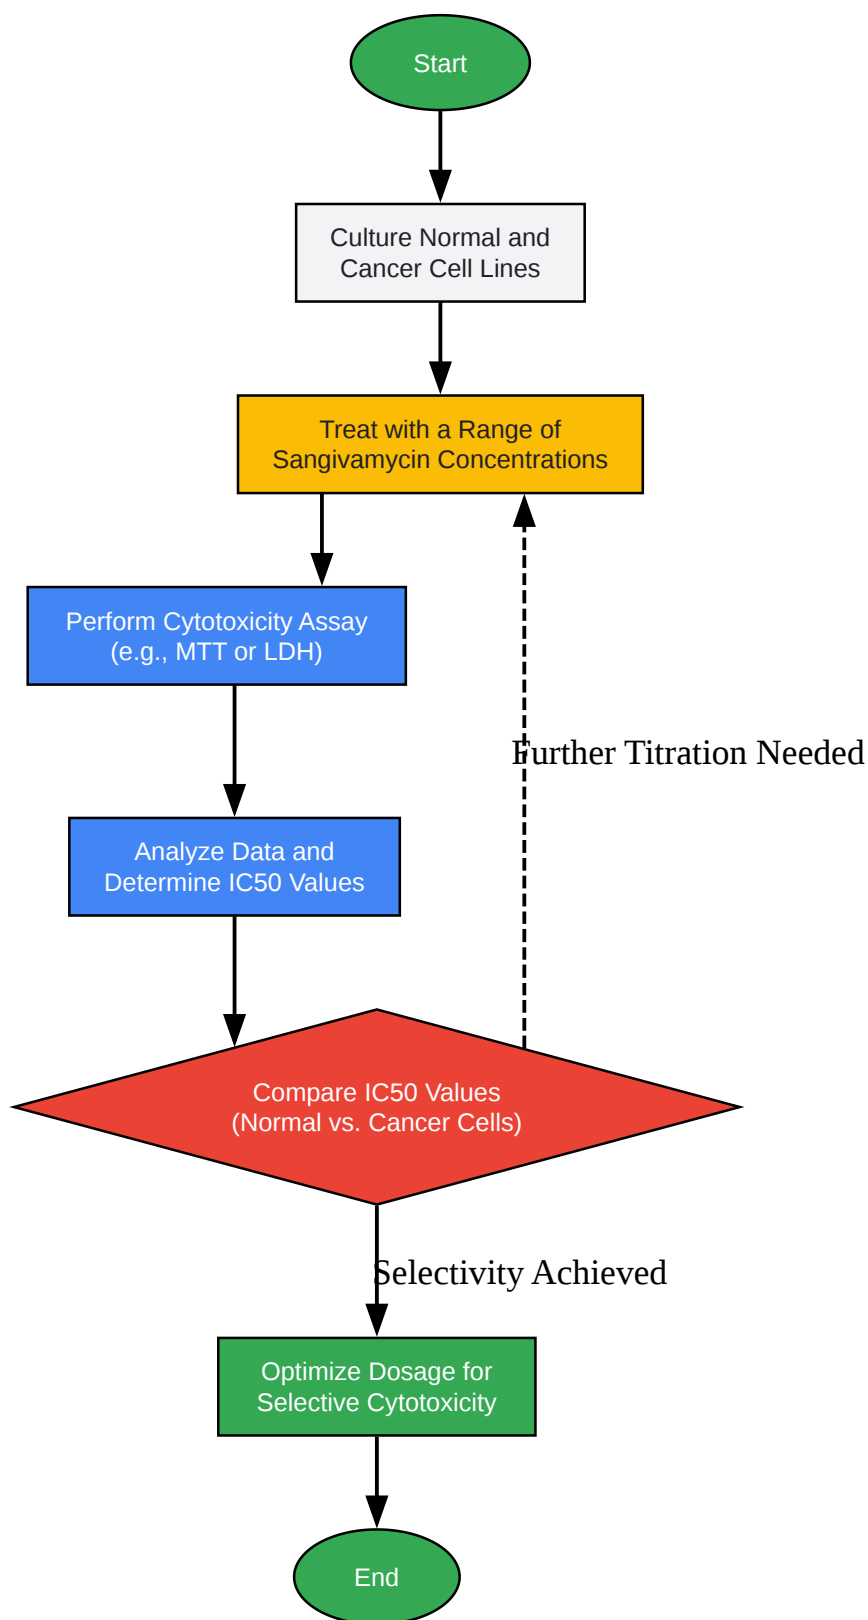 Start
Culture Normal and
Cancer Cell Lines
Treat with a Range of
Sangivamycin Concentrations
Perform Cytotoxicity Assay
(e.g., MTT or LDH)
Further Titration Needed
Analyze Data and
Determine IC50 Values
Compare IC50 Values
(Normal vs. Cancer Cells)
Selectivity Achieved
Optimize Dosage for
Selective Cytotoxicity
End